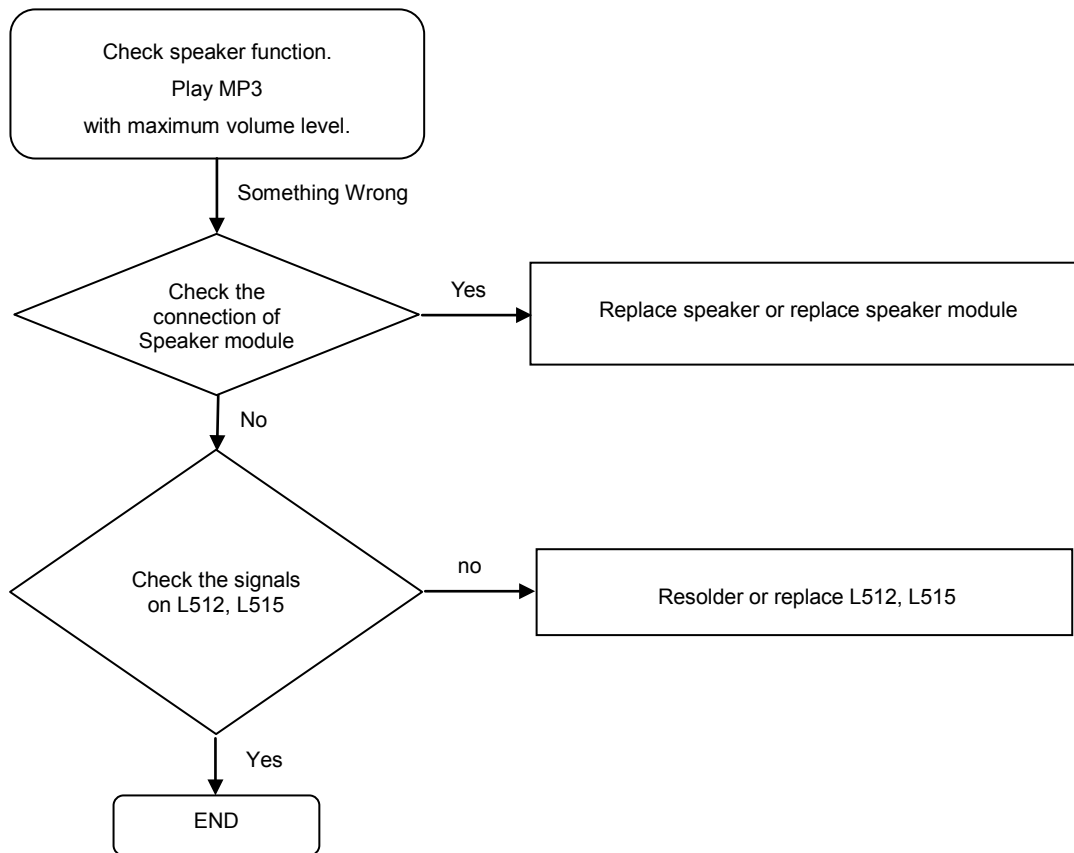 Check speaker function.
Play MP3
with maximum volume level.
Something Wrong
Check the
connection of
Speaker module
Yes
Replace speaker or replace speaker module
No
Check the signals
on L512, L515
no
Resolder or replace L512, L515
Yes
END